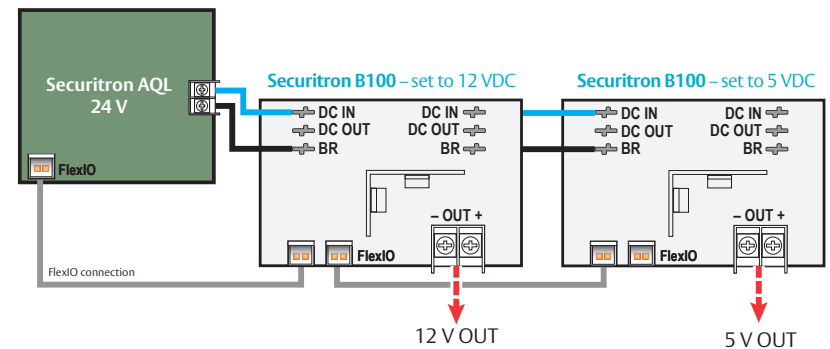 Securitron AQL
24 V
FlexIO
FlexIO connection
Securitron B100 – set to 12 VDC
DC IN DC IN
DC OUT DC OUT
BR BR
– OUT +
FlexIO
12 V OUT
Securitron B100 – set to 5 VDC
DC IN DC IN
DC OUT DC OUT
BR BR
– OUT +
FlexIO
5 V OUT